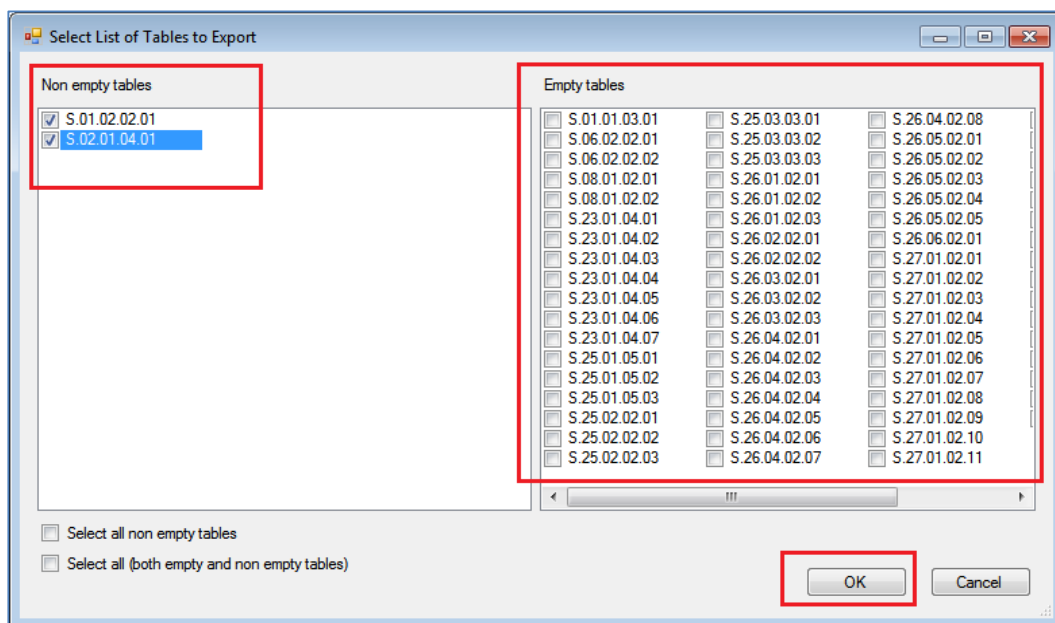 Select List of Tables to Export
Non empty tables
S.01.02.02.01
S.02.01.04.01
Empty tables
S.01.01.03.01 S.25.03.03.01 S.26.04.02.08
S.06.02.02.01 S.25.03.03.02 S.26.05.02.01
S.06.02.02.02 S.25.03.03.03 S.26.05.02.02
S.08.01.02.01 S.26.01.02.01 S.26.05.02.03
S.08.01.02.02 S.26.01.02.02 S.26.05.02.04
S.23.01.04.01 S.26.01.02.03 S.26.05.02.05
S.23.01.04.02 S.26.02.02.01 S.26.06.02.01
S.23.01.04.03 S.26.02.02.02 S.27.01.02.01
S.23.01.04.04 S.26.03.02.01 S.27.01.02.02
S.23.01.04.05 S.26.03.02.02 S.27.01.02.03
S.23.01.04.06 S.26.03.02.03 S.27.01.02.04
S.23.01.04.07 S.26.04.02.01 S.27.01.02.05
S.25.01.05.01 S.26.04.02.02 S.27.01.02.06
S.25.01.05.02 S.26.04.02.03 S.27.01.02.07
S.25.01.05.03 S.26.04.02.04 S.27.01.02.08
S.25.02.02.01 S.26.04.02.05 S.27.01.02.09
S.25.02.02.02 S.26.04.02.06 S.27.01.02.10
S.25.02.02.03 S.26.04.02.07 S.27.01.02.11
Select all non empty tables
Select all (both empty and non empty tables)
OK Cancel